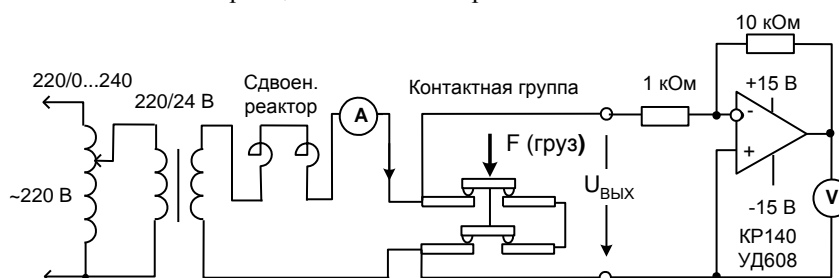 220/0...240
220/24 В
Сдвоен.
реактор
А
Контактная группа
1 кОм
10 кОм
+15 В
-
+
-15 В
КР140
УД608
V
F (груз)
UВЫХ
~220 В